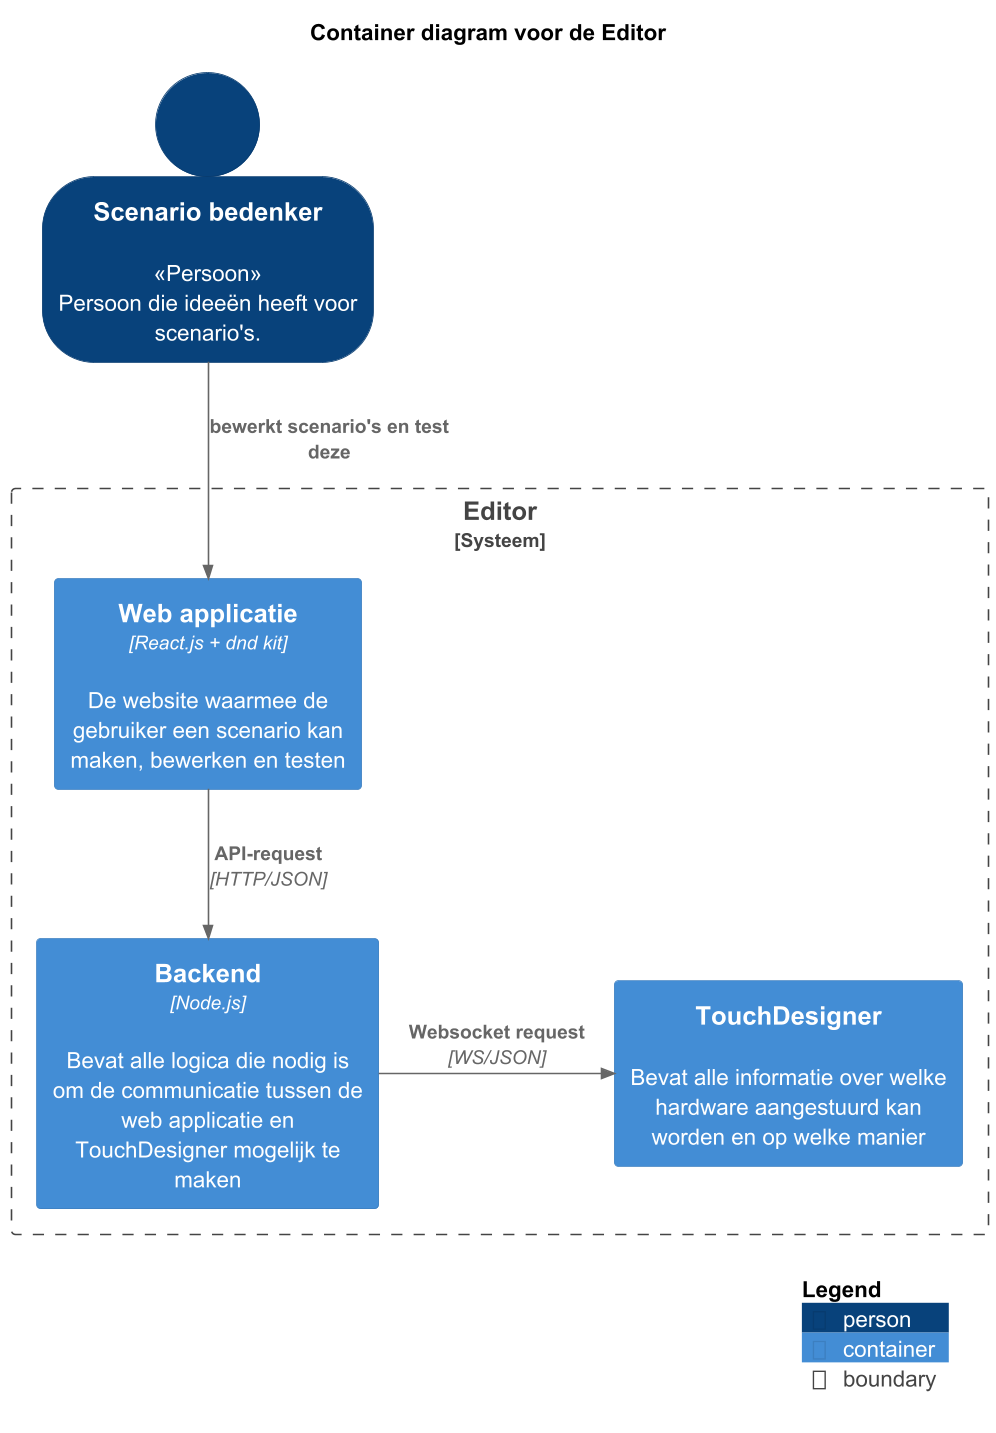 Container diagram voor de Editor
Scenario bedenker
«Persoon»
Persoon die ideeën heeft voor
scenario's.
bewerkt scenario's en test
deze
Editor
[Systeem]
Web applicatie
[React.js + dnd kit]
De website waarmee de
gebruiker een scenario kan
maken, bewerken en testen
API-request
[HTTP/JSON]
Backend
[Node.js]
Bevat alle logica die nodig is
om de communicatie tussen de
web applicatie en
TouchDesigner mogelijk te
maken
Websocket request
[WS/JSON]
TouchDesigner
Bevat alle informatie over welke
hardware aangestuurd kan
worden en op welke manier
Legend
person
container
boundary